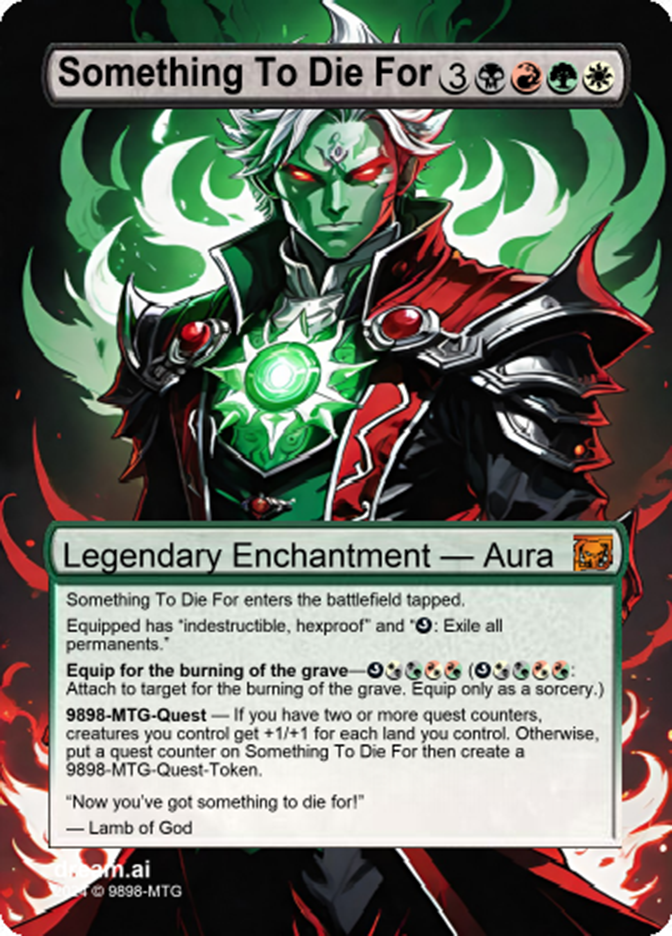 Something To Die For 3
Legendary Enchantment — Aura
Something To Die For enters the battlefield tapped.
Equipped has “indestructible, hexproof” and “: Exile all
permanents.”
Equip for the burning of the grave— (:
Attach to target for the burning of the grave. Equip only as a sorcery.)
9898-MTG-Quest — If you have two or more quest counters,
creatures you control get +1/+1 for each land you control. Otherwise,
put a quest counter on Something To Die For then create a
9898-MTG-Quest-Token.
“Now you’ve got something to die for!”
— Lamb of God
dream.ai
© 9898-MTG